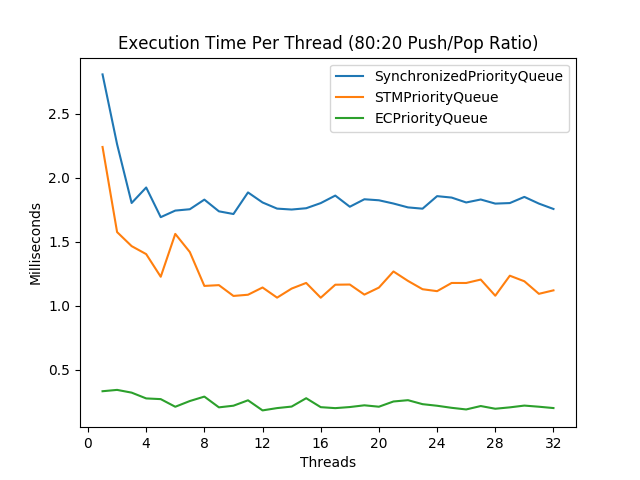 Execution Time Per Thread (80:20 Push/Pop Ratio)
SynchronizedPriorityQueue
STMPriorityQueue
ECPriorityQueue
Milliseconds
2.5
2.0
1.5
1.0
0.5
0 4 8 12 16 20 24 28 32
Threads